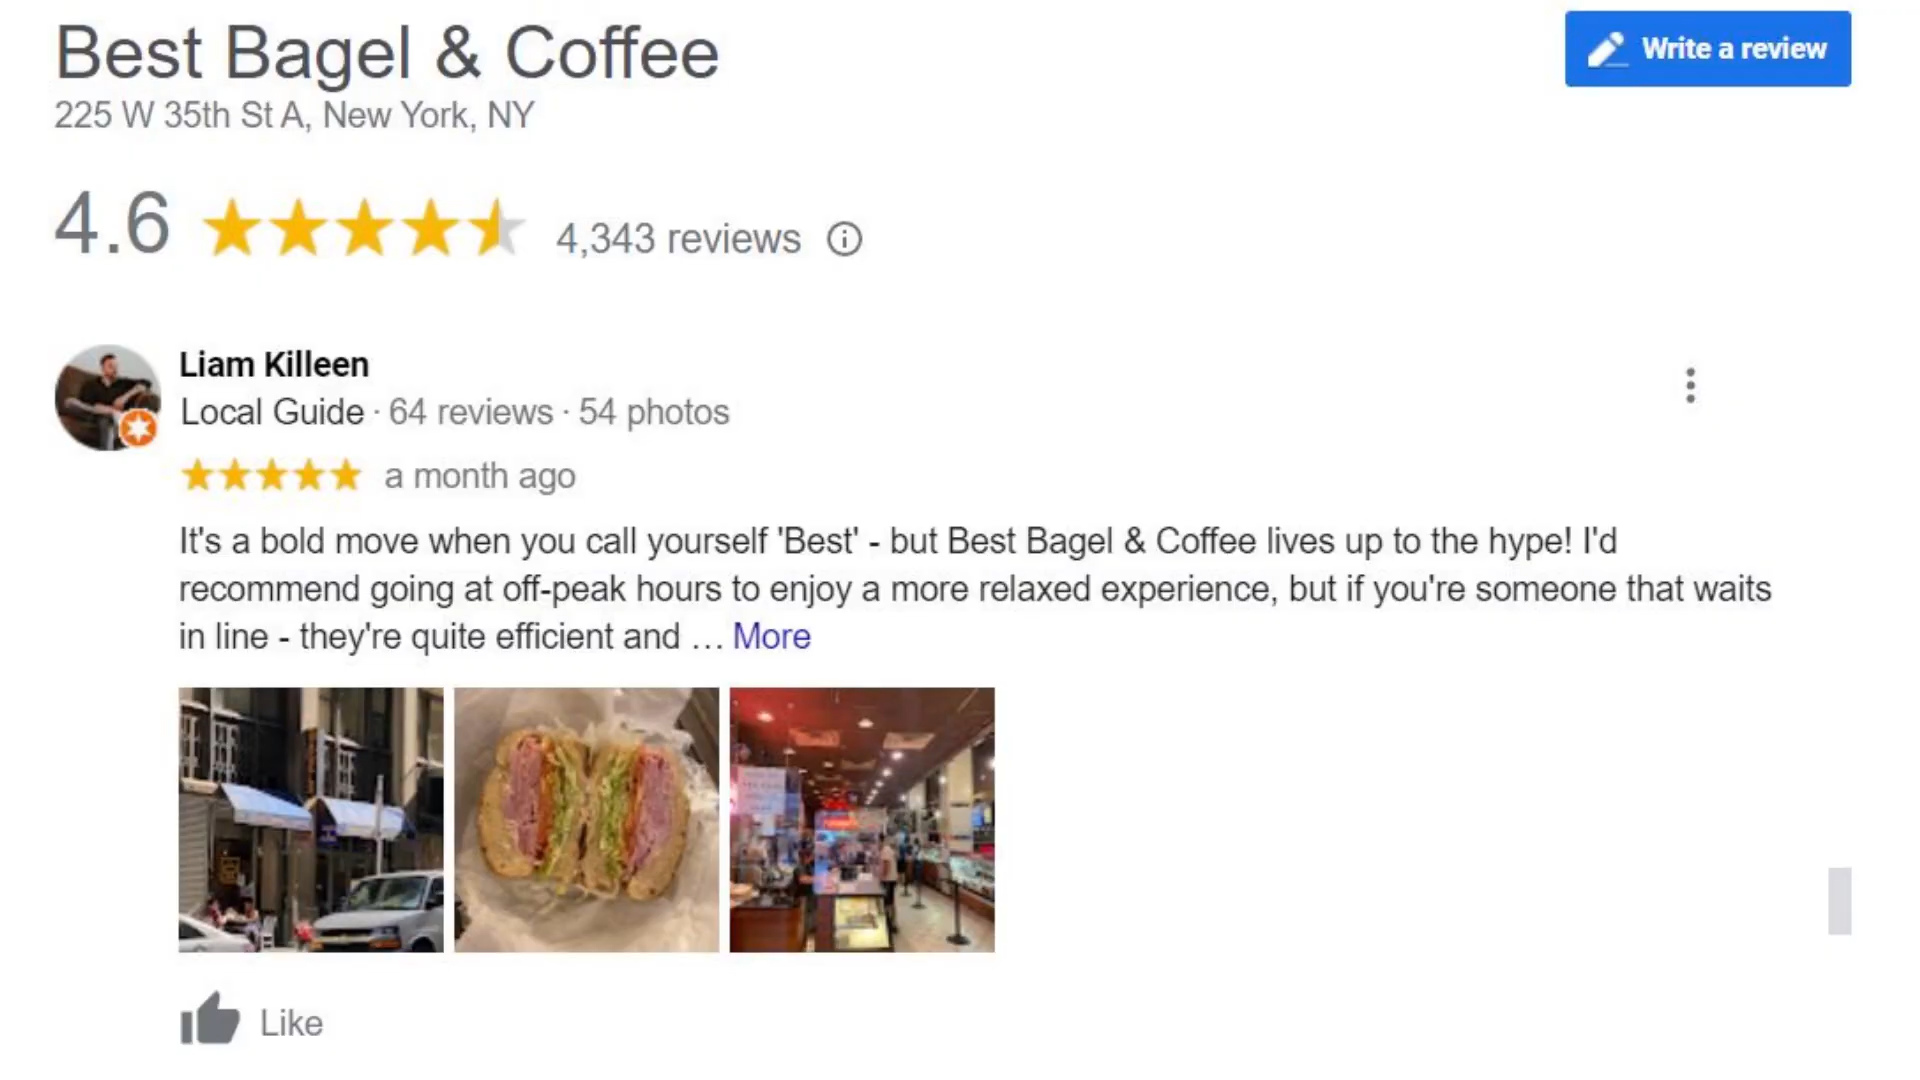 Best Bagel & Coffee
Write a review
225 W 35th St A, New York, NY
4.6
4,343 reviews
Liam Killeen
Local Guide · 64 reviews · 54 photos
a month ago
It's a bold move when you call yourself 'Best' - but Best Bagel & Coffee lives up to the hype! I'd
recommend going at off-peak hours to enjoy a more relaxed experience, but if you're someone that waits
in line - they're quite efficient and … More
Like